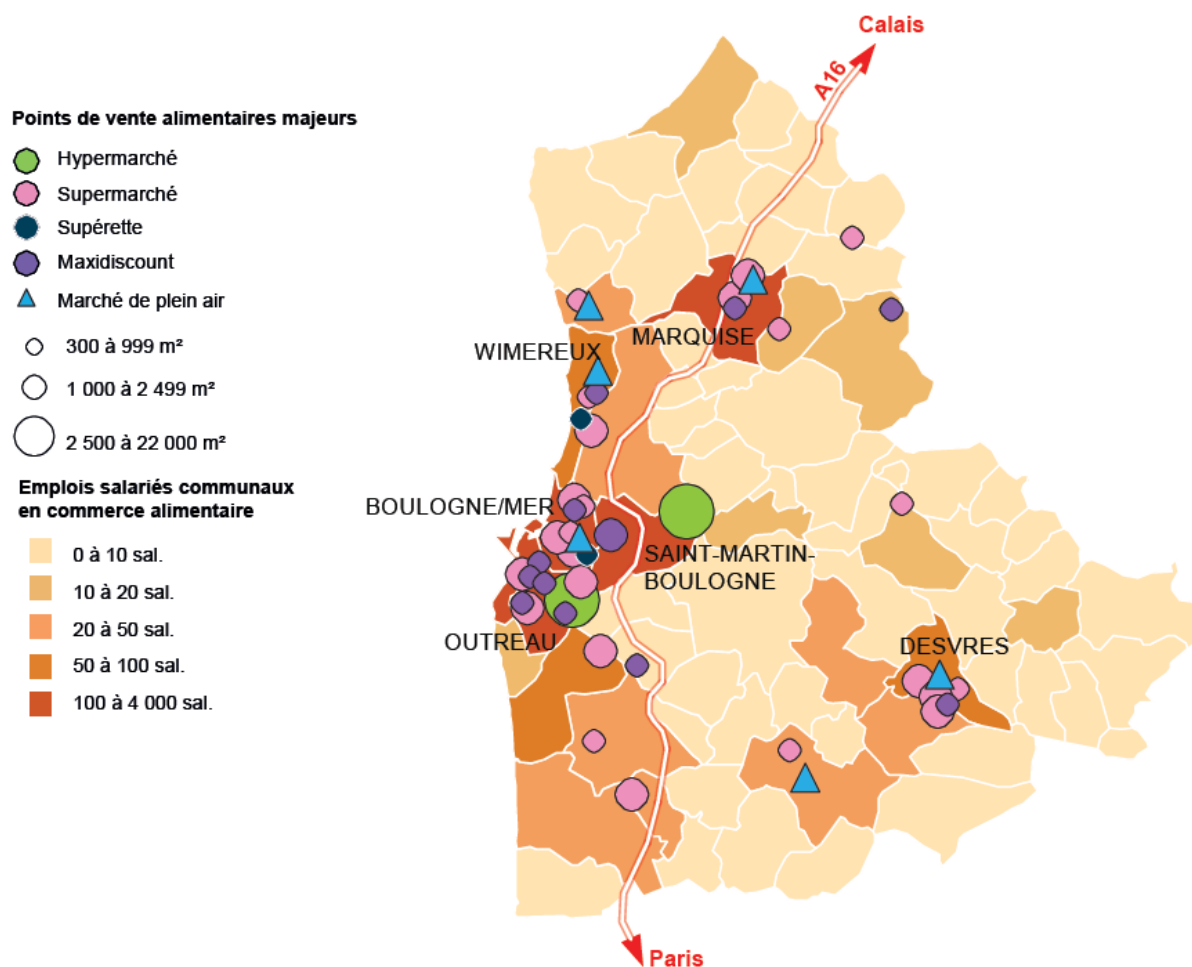 Points de vente alimentaires majeurs
Hypermarché
Supermarché
Supérette
Maxidiscount
Marché de plein air
300 à 999 m²
1 000 à 2 499 m²
2 500 à 22 000 m²
Emplois salariés communaux
en commerce alimentaire
0 à 10 sal.
10 à 20 sal.
20 à 50 sal.
50 à 100 sal.
100 à 4 000 sal.
Calais
A16
MARQUISE
WIMEREUX
BOULOGNE/MER
SAINT-MARTIN-
BOULOGNE
OUTREAU
DESVRES
Paris